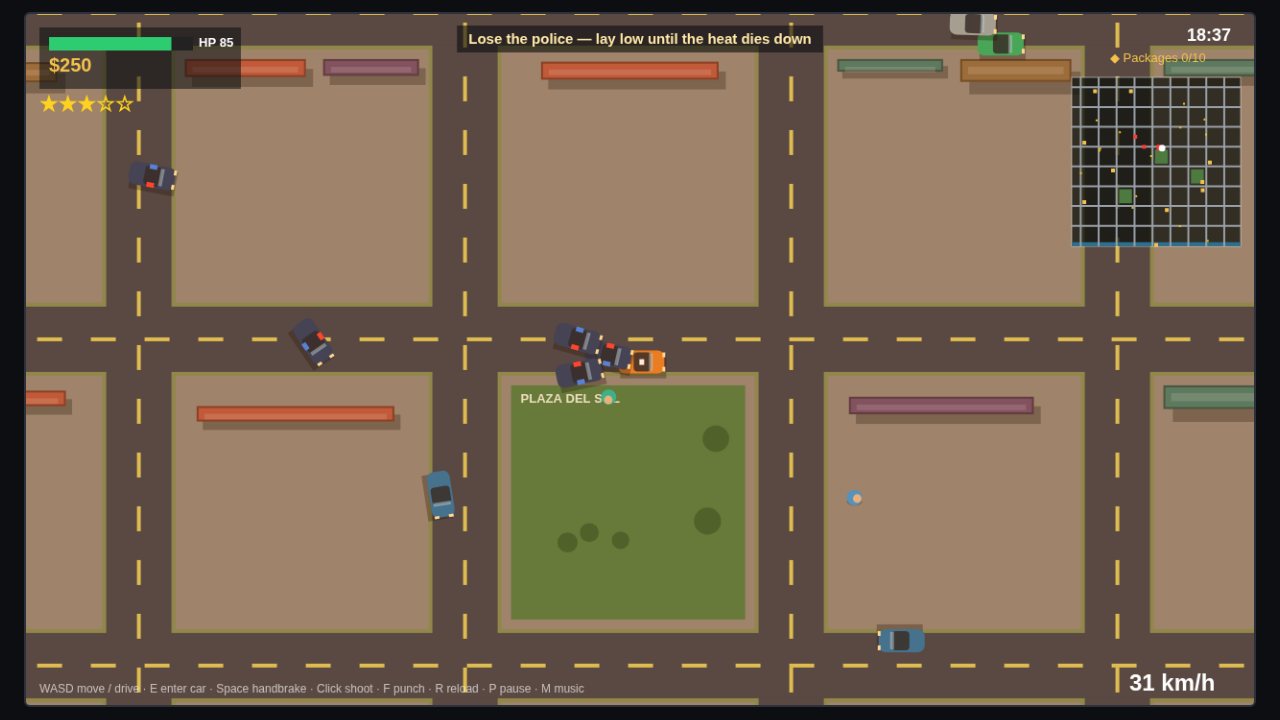 HP 85
$250
★★★☆☆
Lose the police — lay low until the heat dies down
18:37
◆ Packages 0/10
PLAZA DEL SOL
WASD move / drive · E enter car · Space handbrake · Click shoot · F punch · R reload · P pause · M music
31 km/h